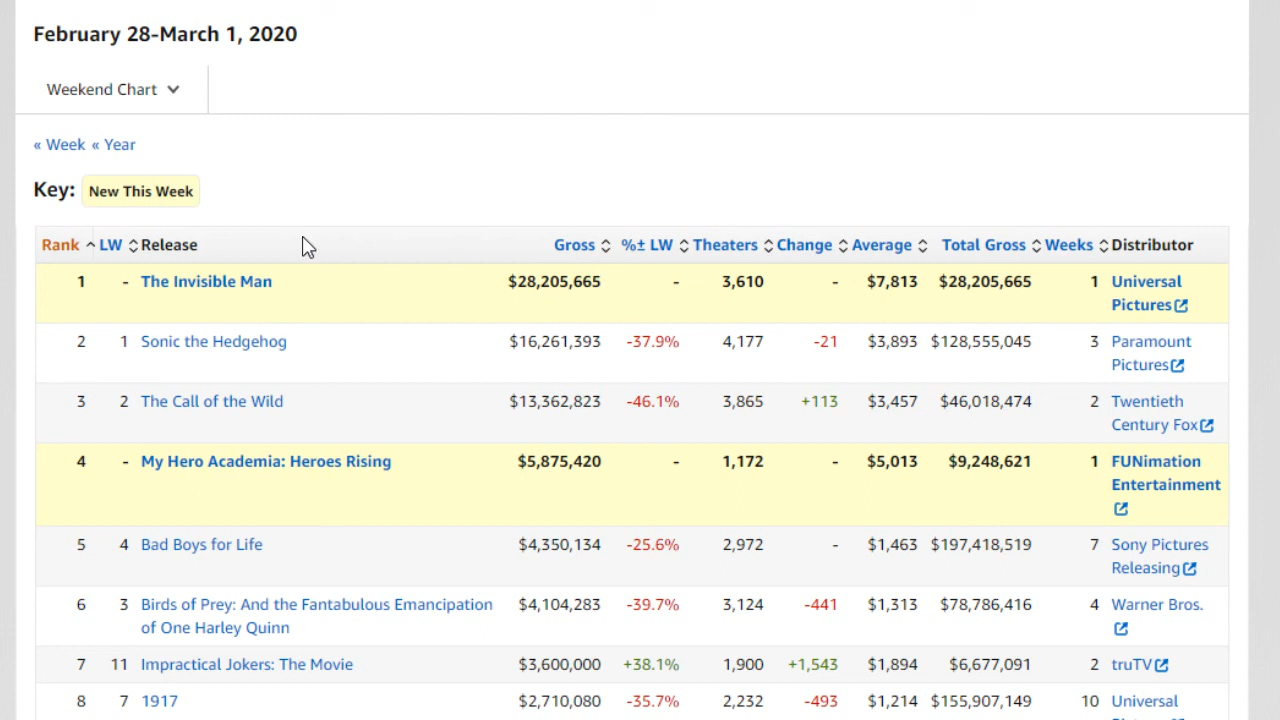 February 28-March 1, 2020
Weekend Chart
« Week « Year
Key: New This Week
Rank LW Release Gross %± LW Theaters Change Average Total Gross Weeks Distributor
1 - The Invisible Man $28,205,665 - 3,610 - $7,813 $28,205,665 1 Universal
Pictures
2 1 Sonic the Hedgehog $16,261,393 -37.9% 4,177 -21 $3,893 $128,555,045 3 Paramount
Pictures
3 2 The Call of the Wild $13,362,823 -46.1% 3,865 +113 $3,457 $46,018,474 2 Twentieth
Century Fox
4 - My Hero Academia: Heroes Rising $5,875,420 - 1,172 - $5,013 $9,248,621 1 FUNimation
Entertainment
5 4 Bad Boys for Life $4,350,134 -25.6% 2,972 - $1,463 $197,418,519 7 Sony Pictures
Releasing
6 3 Birds of Prey: And the Fantabulous Emancipation $4,104,283 -39.7% 3,124 -441 $1,313 $78,786,416 4 Warner Bros.
of One Harley Quinn
7 11 Impractical Jokers: The Movie $3,600,000 +38.1% 1,900 +1,543 $1,894 $6,677,091 2 truTV
8 7 1917 $2,710,080 -35.7% 2,232 -493 $1,214 $155,907,149 10 Universal